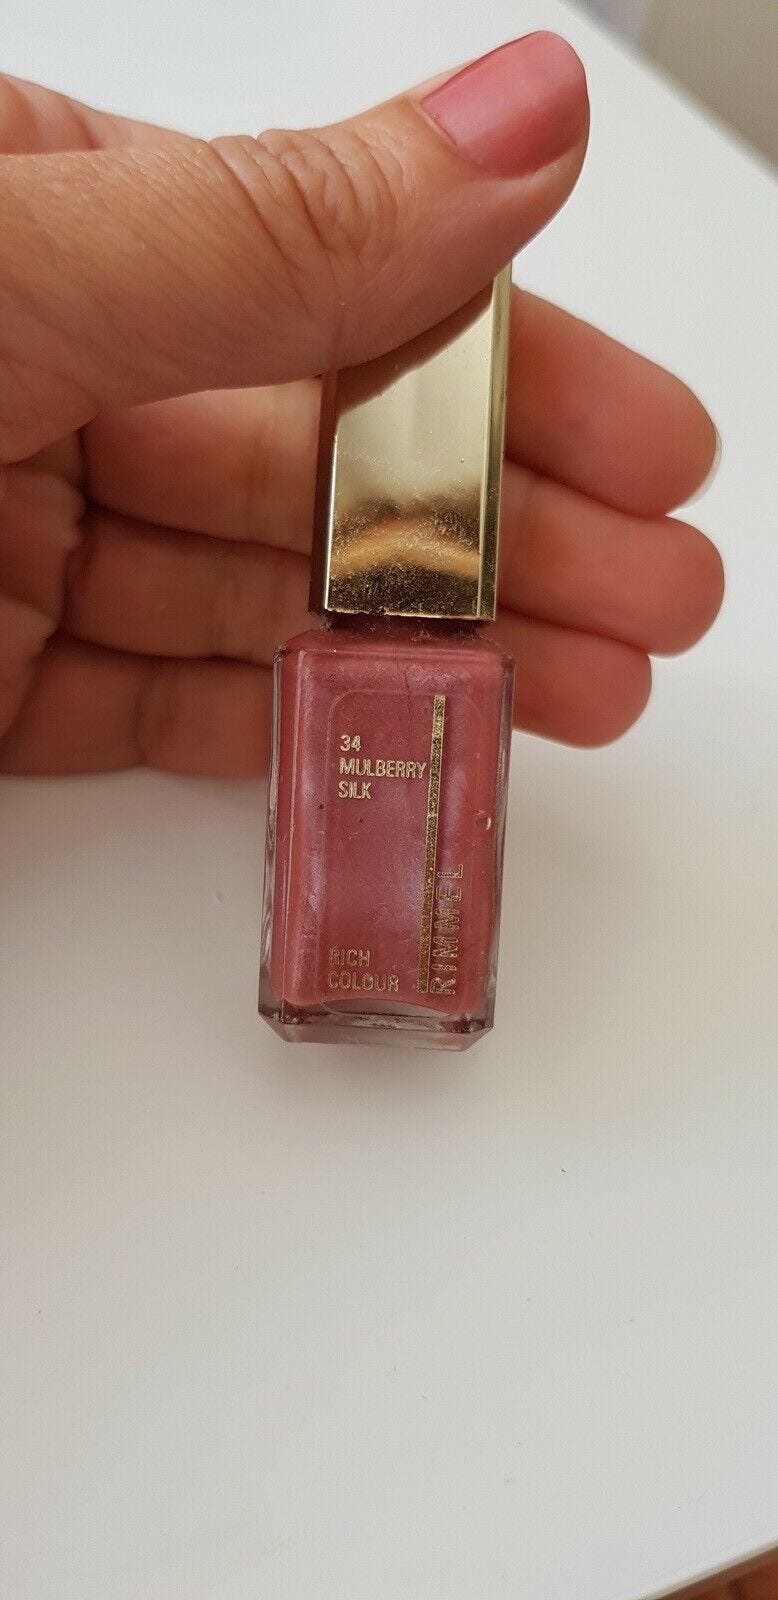 34
MULBERRY
SILK
RICH
COLOUR
RIMMEL